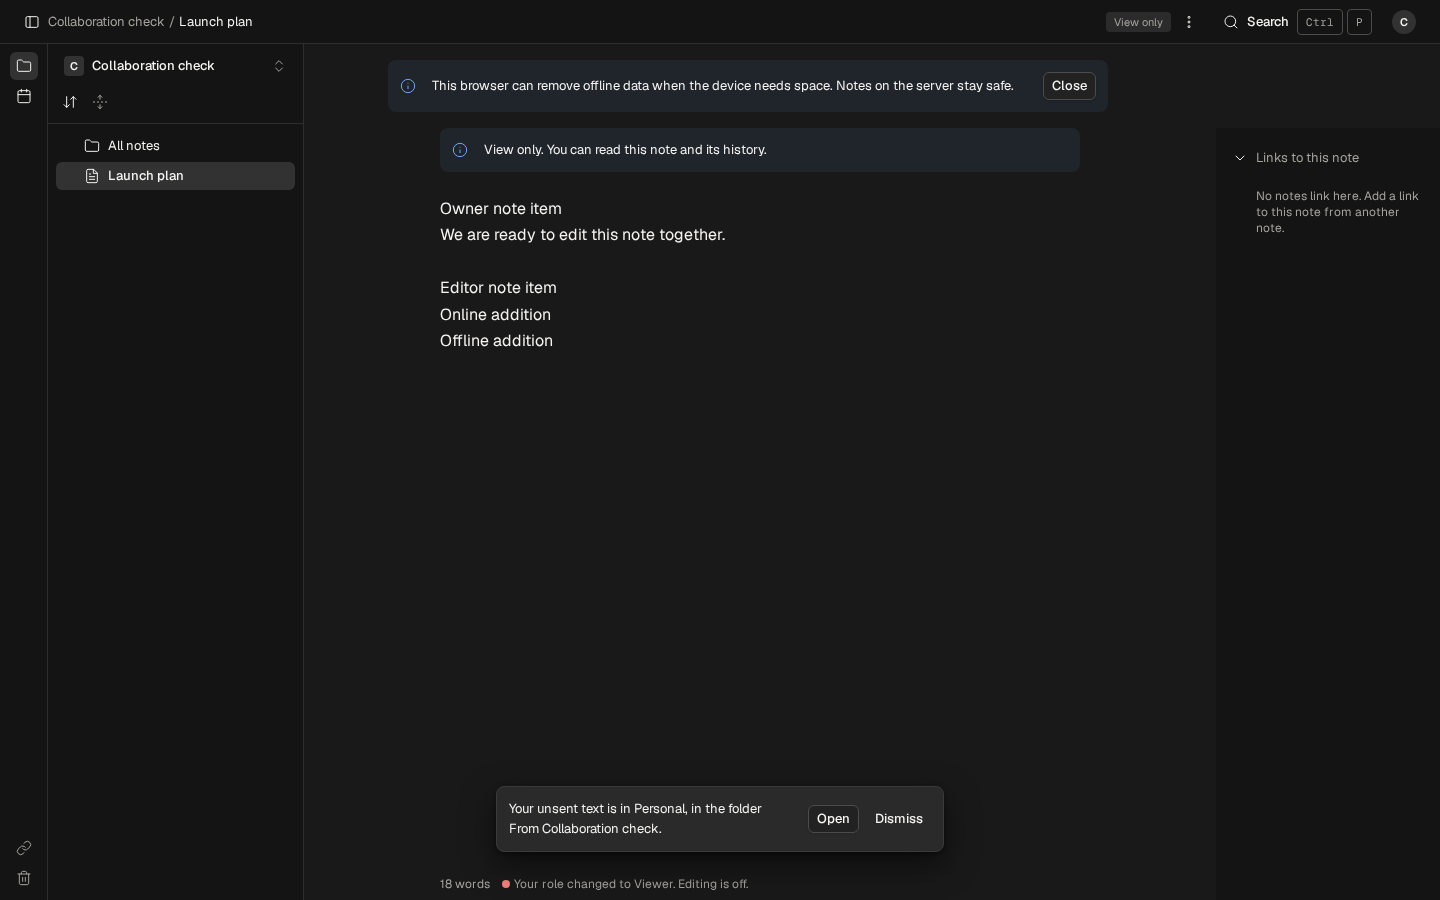 Collaboration check / Launch plan
View only
Search Ctrl P
C
C Collaboration check
All notes
Launch plan
This browser can remove offline data when the device needs space. Notes on the server stay safe.
Close
View only. You can read this note and its history.
Owner note item
We are ready to edit this note together.
Editor note item
Online addition
Offline addition
Links to this note
No notes link here. Add a link
to this note from another
note.
Your unsent text is in Personal, in the folder
From Collaboration check.
Open
Dismiss
18 words
Your role changed to Viewer. Editing is off.